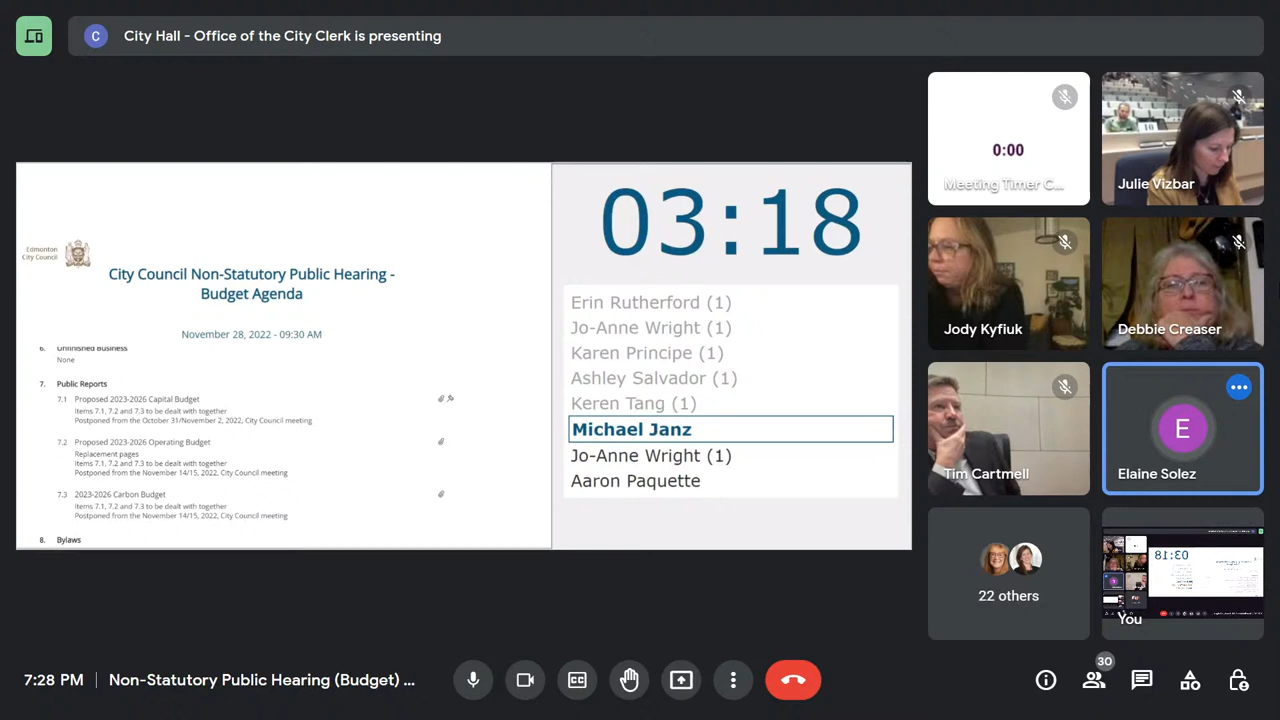 C
City Hall - Office of the City Clerk is presenting
Edmonton
City Council
City Council Non-Statutory Public Hearing -
Budget Agenda
November 28, 2022 - 09:30 AM
6. Unfinished Business
None
7. Public Reports
7.1 Proposed 2023-2026 Capital Budget
Items 7.1, 7.2 and 7.3 to be dealt with together
Postponed from the October 31/November 2, 2022, City Council meeting
7.2 Proposed 2023-2026 Operating Budget
Replacement pages
Items 7.1, 7.2 and 7.3 to be dealt with together
Postponed from the November 14/15, 2022, City Council meeting
7.3 2023-2026 Carbon Budget
Items 7.1, 7.2 and 7.3 to be dealt with together
Postponed from the November 14/15, 2022, City Council meeting
8. Bylaws
03:18
Erin Rutherford (1)
Jo-Anne Wright (1)
Karen Principe (1)
Ashley Salvador (1)
Keren Tang (1)
Michael Janz
Jo-Anne Wright (1)
Aaron Paquette
0:00
Meeting Timer C...
10
Julie Vizbar
Jody Kyfiuk
Debbie Creaser
Tim Cartmell
E
Elaine Solez
22 others
03:18
You
7:28 PM | Non-Statutory Public Hearing (Budget) ...
CC
30